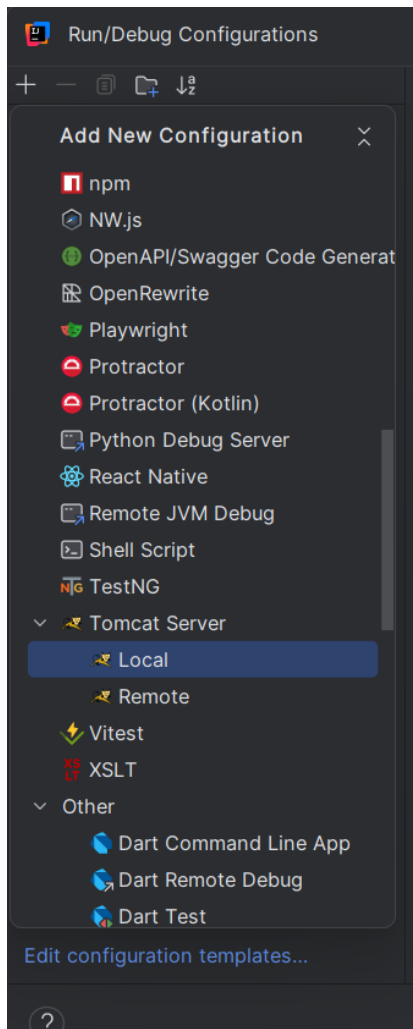 Run/Debug Configurations
Add New Configuration
npm
NW.js
OpenAPI/Swagger Code Generat
OpenRewrite
Playwright
Protractor
Protractor (Kotlin)
Python Debug Server
React Native
Remote JVM Debug
Shell Script
TestNG
Tomcat Server
Local
Remote
Vitest
XSLT
Other
Dart Command Line App
Dart Remote Debug
Dart Test
Edit configuration templates...
?